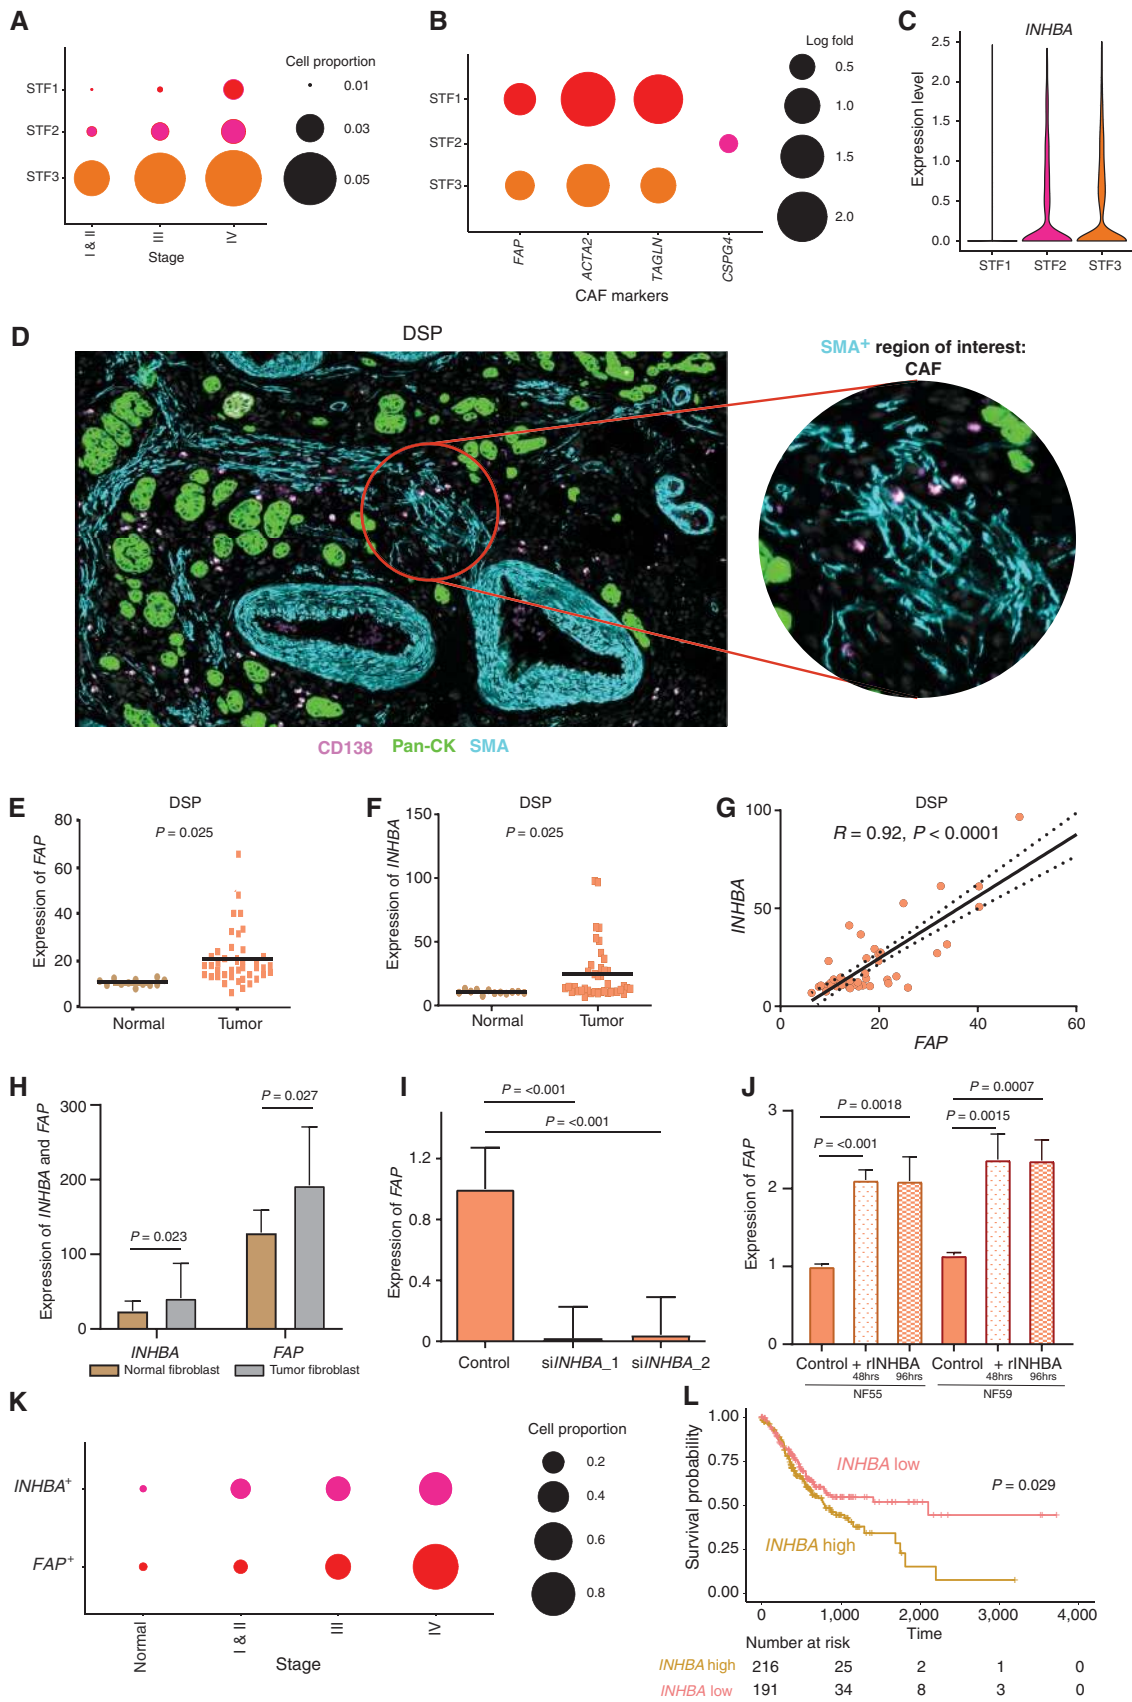 A
Cell proportion
STF1
STF2
STF3
0.01
0.03
0.05
I & II
III
IV
Stage
B
Log fold
STF1
STF2
STF3
0.5
1.0
1.5
2.0
FAP
ACTA2
TAGLN
CSPG4
CAF markers
C
INHBA
Expression level
2.5
2.0
1.5
1.0
0.5
0.0
STF1 STF2 STF3
D
DSP
SMA+ region of interest:
CAF
CD138 Pan-CK SMA
E
DSP
P = 0.025
Expression of FAP
80
60
40
20
0
Normal Tumor
F
DSP
P = 0.025
Expression of INHBA
150
100
50
0
Normal Tumor
G
DSP
R = 0.92, P < 0.0001
INHBA
100
50
0
0 20 40 60
FAP
H
P = 0.027
P = 0.023
Expression of INHBA and FAP
300
200
100
0
INHBA FAP
Normal fibroblast Tumor fibroblast
I
P = <0.001
P = <0.001
Expression of FAP
1.2
0.8
0.4
0
Control siINHBA_1 siINHBA_2
J
P = 0.0007
P = 0.0018
P = 0.0015
P = <0.001
Expression of FAP
3
2
1
0
Control + rINHBA Control + rINHBA
48hrs 96hrs 48hrs 96hrs
NF55 NF59
K
Cell proportion
INHBA+
FAP+
0.2
0.4
0.6
0.8
Normal
I & II
III
IV
Stage
L
Survival probability
1.00
0.75
0.50
0.25
0.00
INHBA low
P = 0.029
INHBA high
0 1,000 2,000 3,000 4,000
Time
Number at risk
INHBA high 216 25 2 1 0
INHBA low 191 34 8 3 0